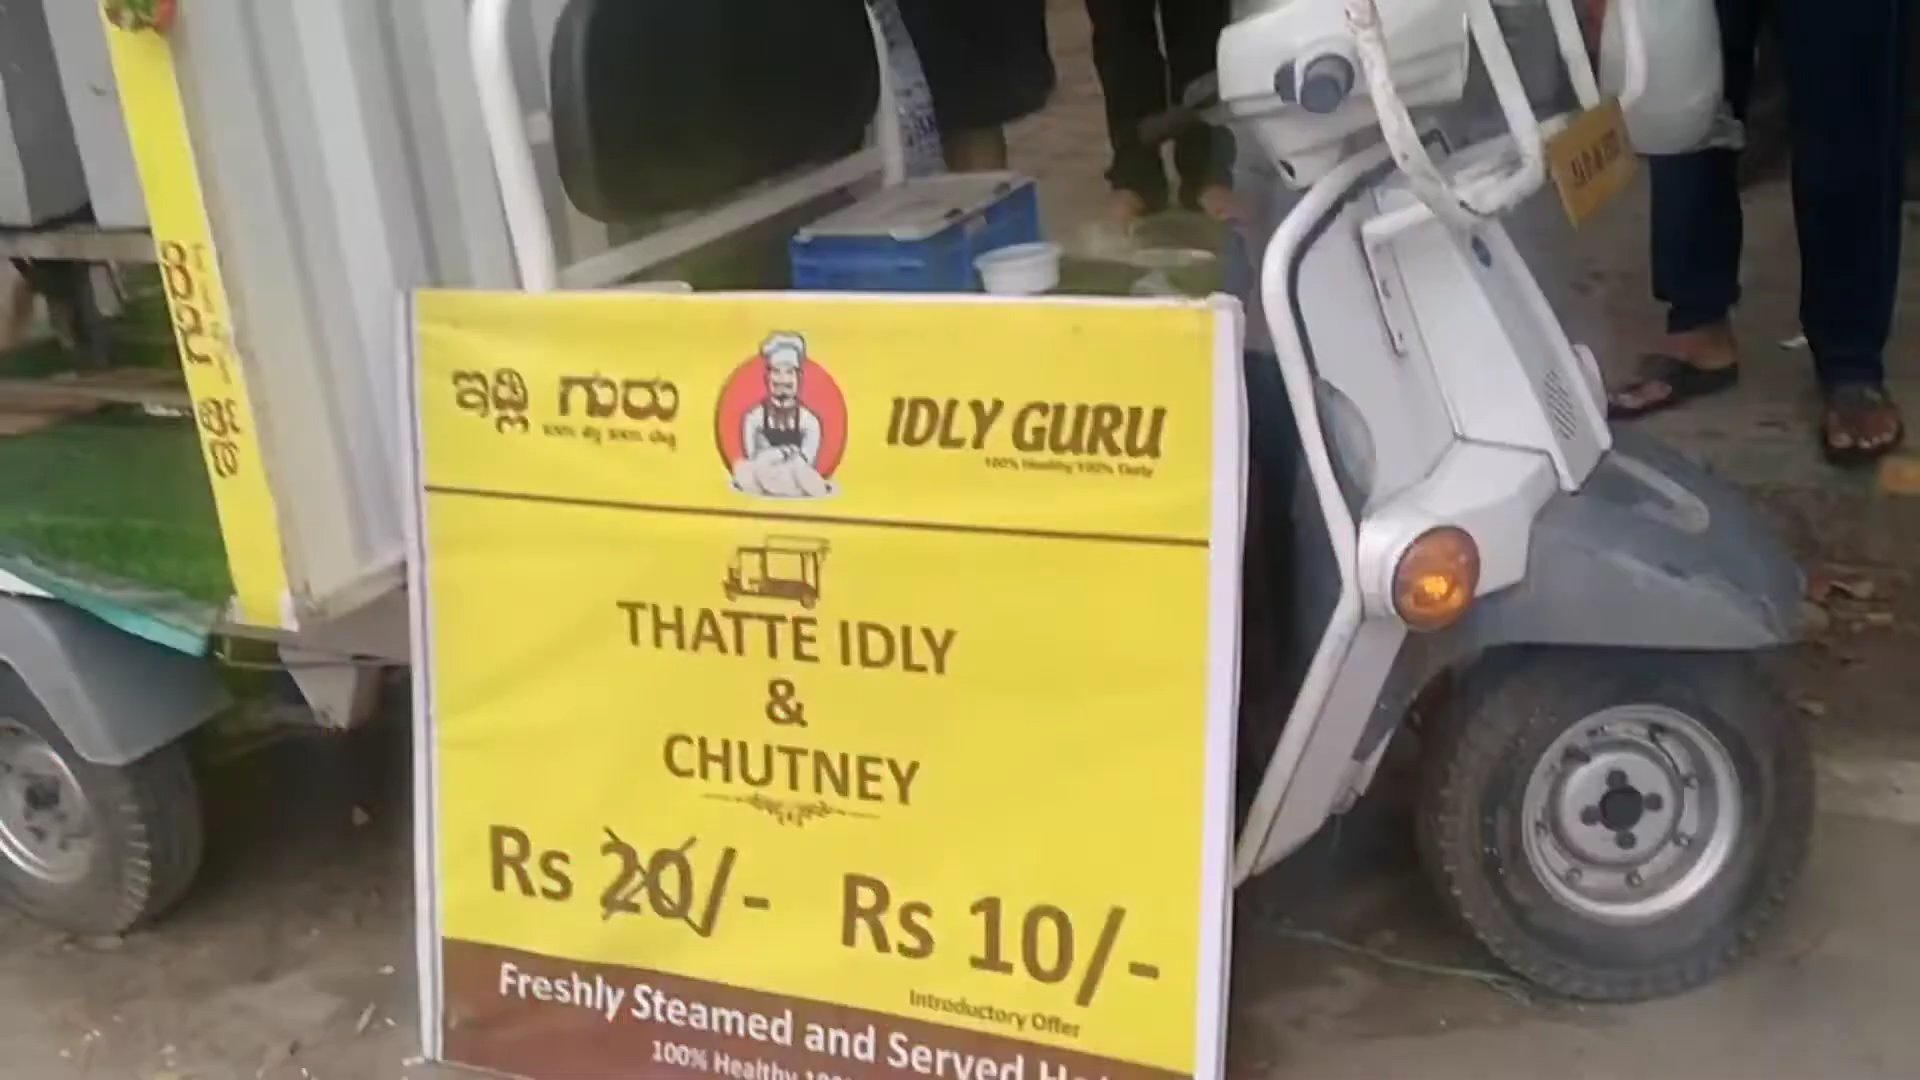 ಇಡ್ಲಿ ಗುರು
IDLY GURU
100% Healthy 100% Tasty
THATTE IDLY
&
CHUTNEY
Rs 20/- Rs 10/-
Introductory Offer
Freshly Steamed and Served
100% Healthy